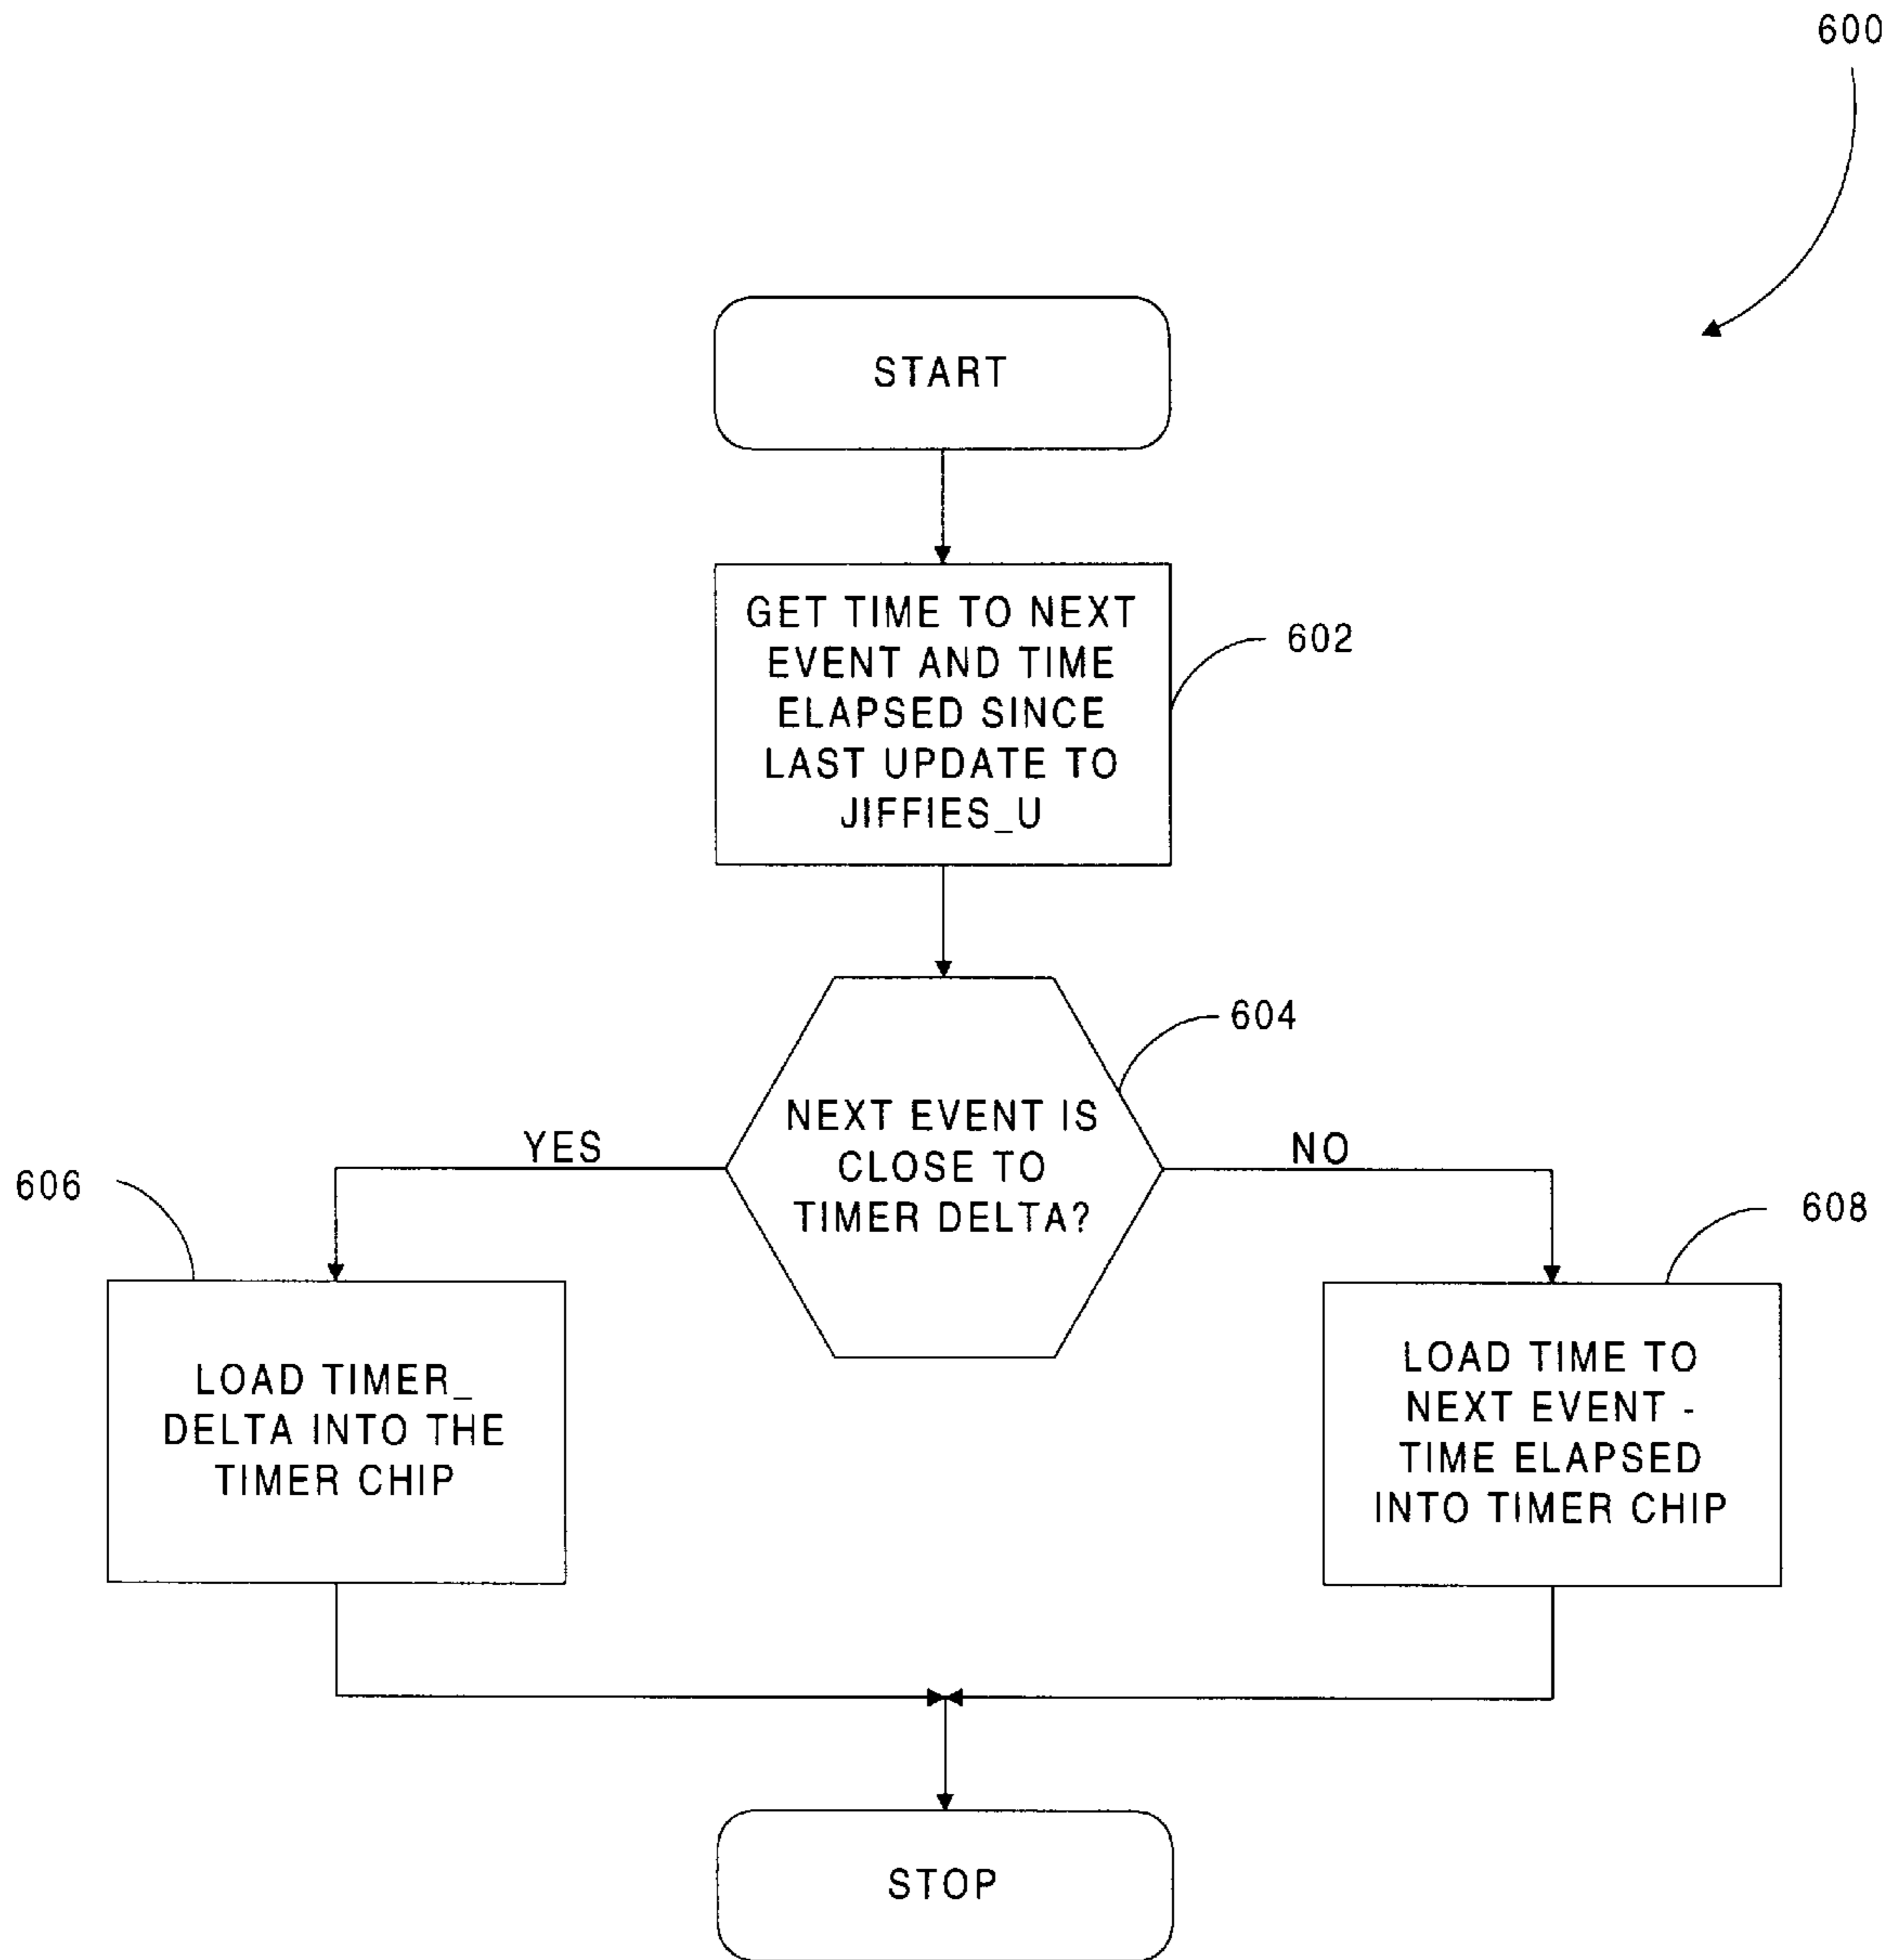 600
START
GET TIME TO NEXT
EVENT AND TIME
ELAPSED SINCE
LAST UPDATE TO
JIFFIES_U
602
604
NEXT EVENT IS
CLOSE TO
TIMER DELTA?
YES
NO
606
608
LOAD TIMER_
DELTA INTO THE
TIMER CHIP
LOAD TIME TO
NEXT EVENT -
TIME ELAPSED
INTO TIMER CHIP
STOP